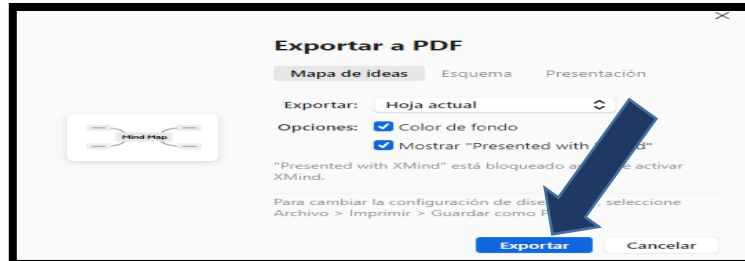 Exportar a PDF
Mapa de ideas Esquema Presentación
Exportar: Hoja actual
Opciones: Color de fondo
Mostrar "Presented with
"Presented with XMind" está bloqueado activar
XMind.
Para cambiar la configuración de seleccione
Archivo > Imprimir > Guardar como
Exportar Cancelar
Mind Map